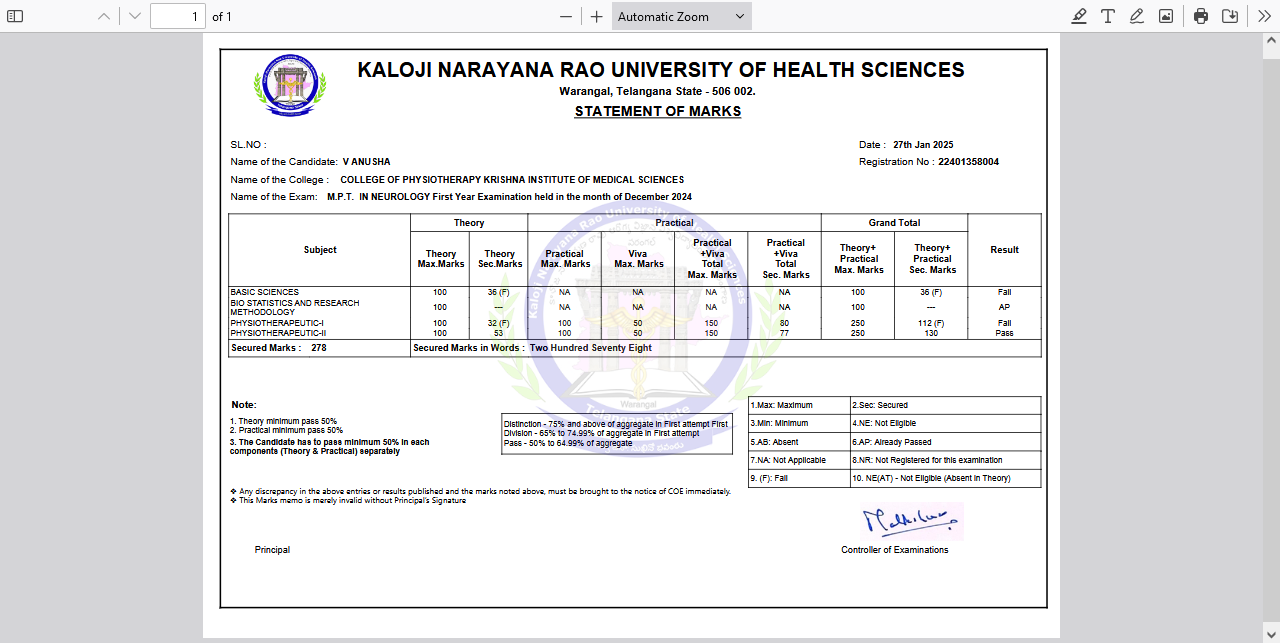 1 of 1 Automatic Zoom
KALOJI NARAYANA RAO UNIVERSITY OF HEALTH SCIENCES
Warangal, Telangana State - 506 002.
STATEMENT OF MARKS
SL.NO : Date : 27th Jan 2025
Name of the Candidate: V ANUSHA Registration No : 22401358004
Name of the College : COLLEGE OF PHYSIOTHERAPY KRISHNA INSTITUTE OF MEDICAL SCIENCES
Name of the Exam: M.P.T. IN NEUROLOGY First Year Examination held in the month of December 2024
Subject Theory Practical Grand Total Result
Theory Max.Marks Theory Sec.Marks Practical Max. Marks Viva Max. Marks Practical +Viva Total Max. Marks Practical +Viva Total Sec. Marks Theory+ Practical Max. Marks Theory+ Practical Sec. Marks
BASIC SCIENCES 100 36 (F) NA NA NA NA 100 36 (F) Fail
BIO STATISTICS AND RESEARCH
METHODOLOGY 100 --- NA NA NA NA 100 --- AP
PHYSIOTHERAPEUTIC-I 100 32 (F) 100 50 150 80 250 112 (F) Fail
PHYSIOTHERAPEUTIC-II 100 53 100 50 150 77 250 130 Pass
Secured Marks : 278 Secured Marks in Words : Two Hundred Seventy Eight
Kaloji Narayana Rao University of Health Sciences
Warangal
Telangana State
Note:
1. Theory minimum pass 50%
2. Practical minimum pass 50%
3. The Candidate has to pass minimum 50% in each
components (Theory & Practical) separately
Distinction - 75% and above of aggregate in First attempt First
Division - 65% to 74.99% of aggregate in First attempt
Pass - 50% to 64.99% of aggregate
1.Max: Maximum 2.Sec: Secured
3.Min: Minimum 4.NE: Not Eligible
5.AB: Absent 6.AP: Already Passed
7.NA: Not Applicable 8.NR: Not Registered for this examination
9. (F): Fail 10. NE(AT) - Not Eligible (Absent in Theory)
❖ Any discrepancy in the above entries or results published and the marks noted above, must be brought to the notice of COE immediately.
❖ This Marks memo is merely invalid without Principal's Signature
Principal Controller of Examinations